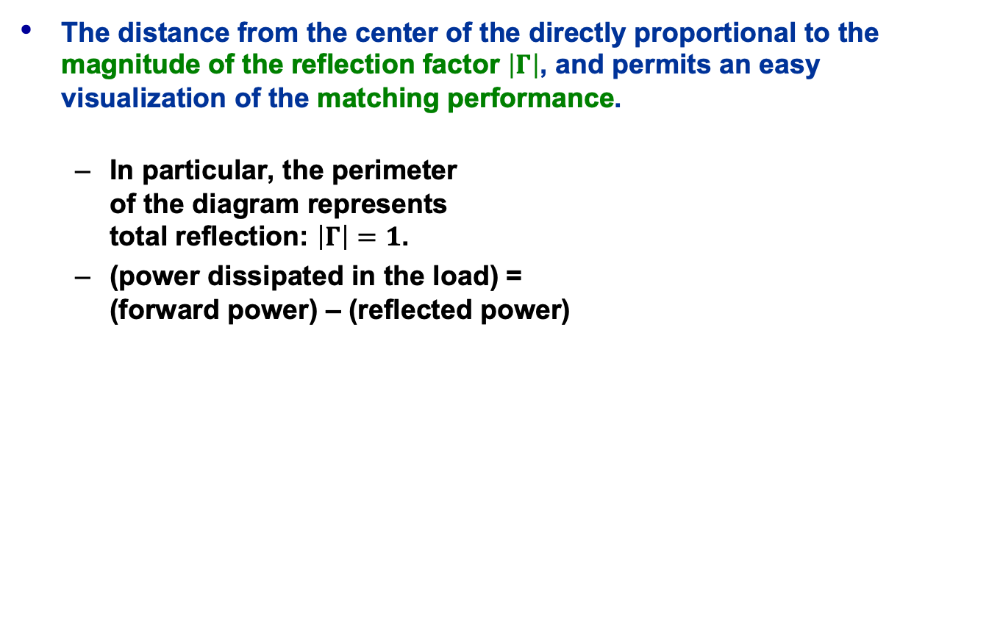 • The distance from the center of the directly proportional to the
magnitude of the reflection factor |Γ|, and permits an easy
visualization of the matching performance.
– In particular, the perimeter
of the diagram represents
total reflection: |Γ| = 1.
– (power dissipated in the load) =
(forward power) – (reflected power)